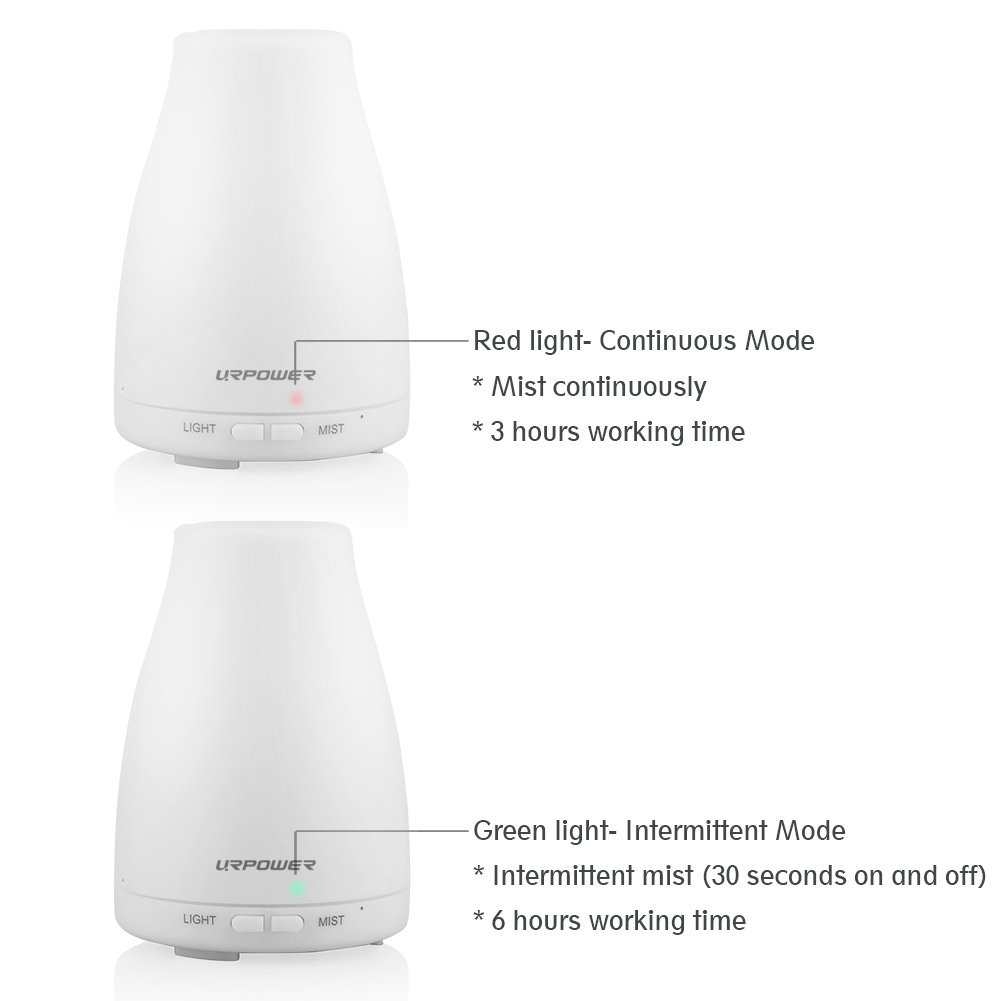 Red light- Continuous Mode
URPOWER
* Mist continuously
LIGHT MIST
* 3 hours working time
Green light- Intermittent Mode
URPOWER
* Intermittent mist (30 seconds on and off)
LIGHT MIST
* 6 hours working time